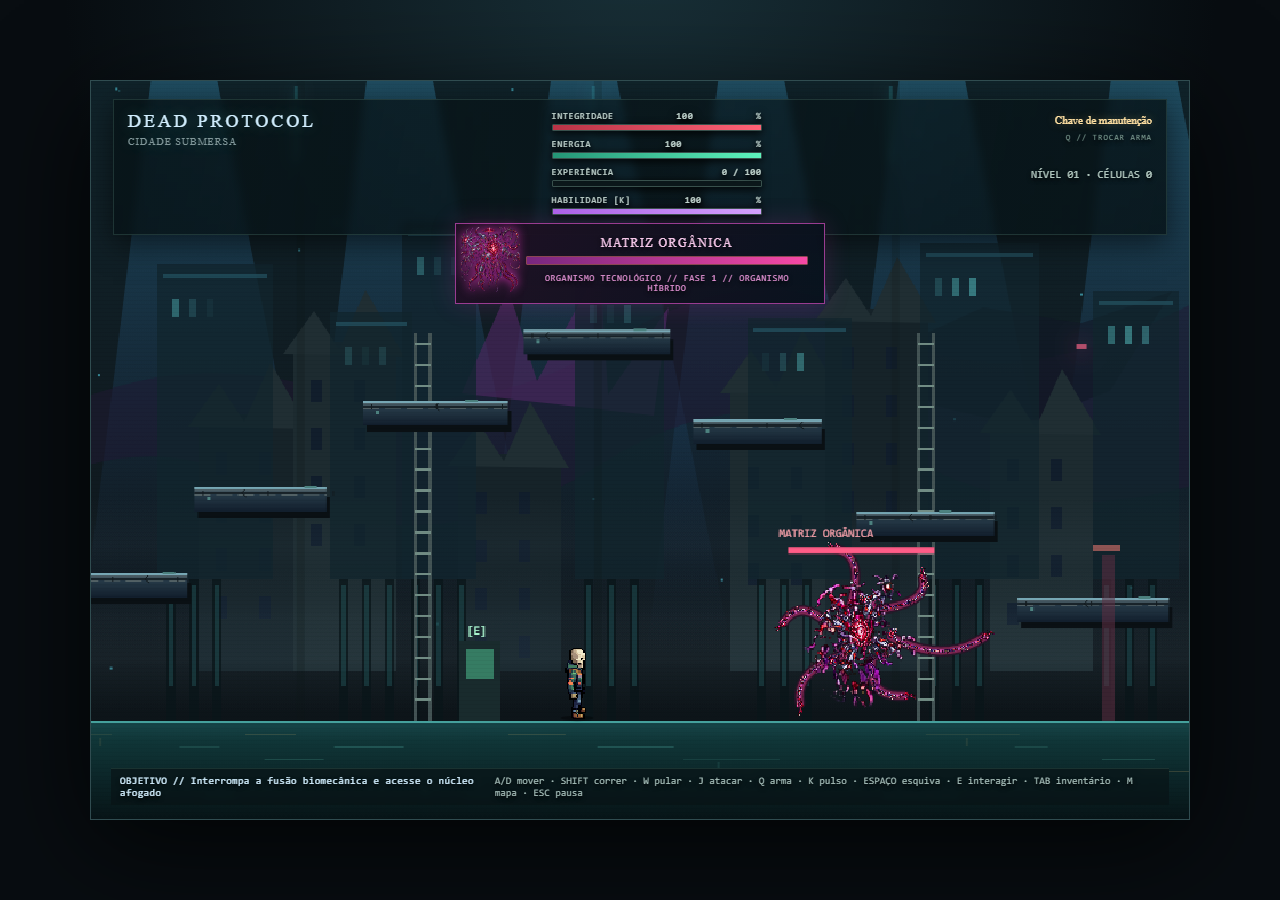 DEAD PROTOCOL
CIDADE SUBMERSA
INTEGRIDADE 100 %
ENERGIA 100 %
EXPERIÊNCIA 0 / 100
HABILIDADE [K] 100 %
Chave de manutenção
Q // TROCAR ARMA
NÍVEL 01 · CÉLULAS 0
MATRIZ ORGÂNICA
ORGANISMO TECNOLÓGICO // FASE 1 // ORGANISMO
HÍBRIDO
MATRIZ ORGÂNICA
[E]
OBJETIVO // Interrompa a fusão biomecânica e acesse o núcleo
afogado
A/D mover · SHIFT correr · W pular · J atacar · Q arma · K pulso · ESPAÇO esquiva · E interagir · TAB inventário · M
mapa · ESC pausa